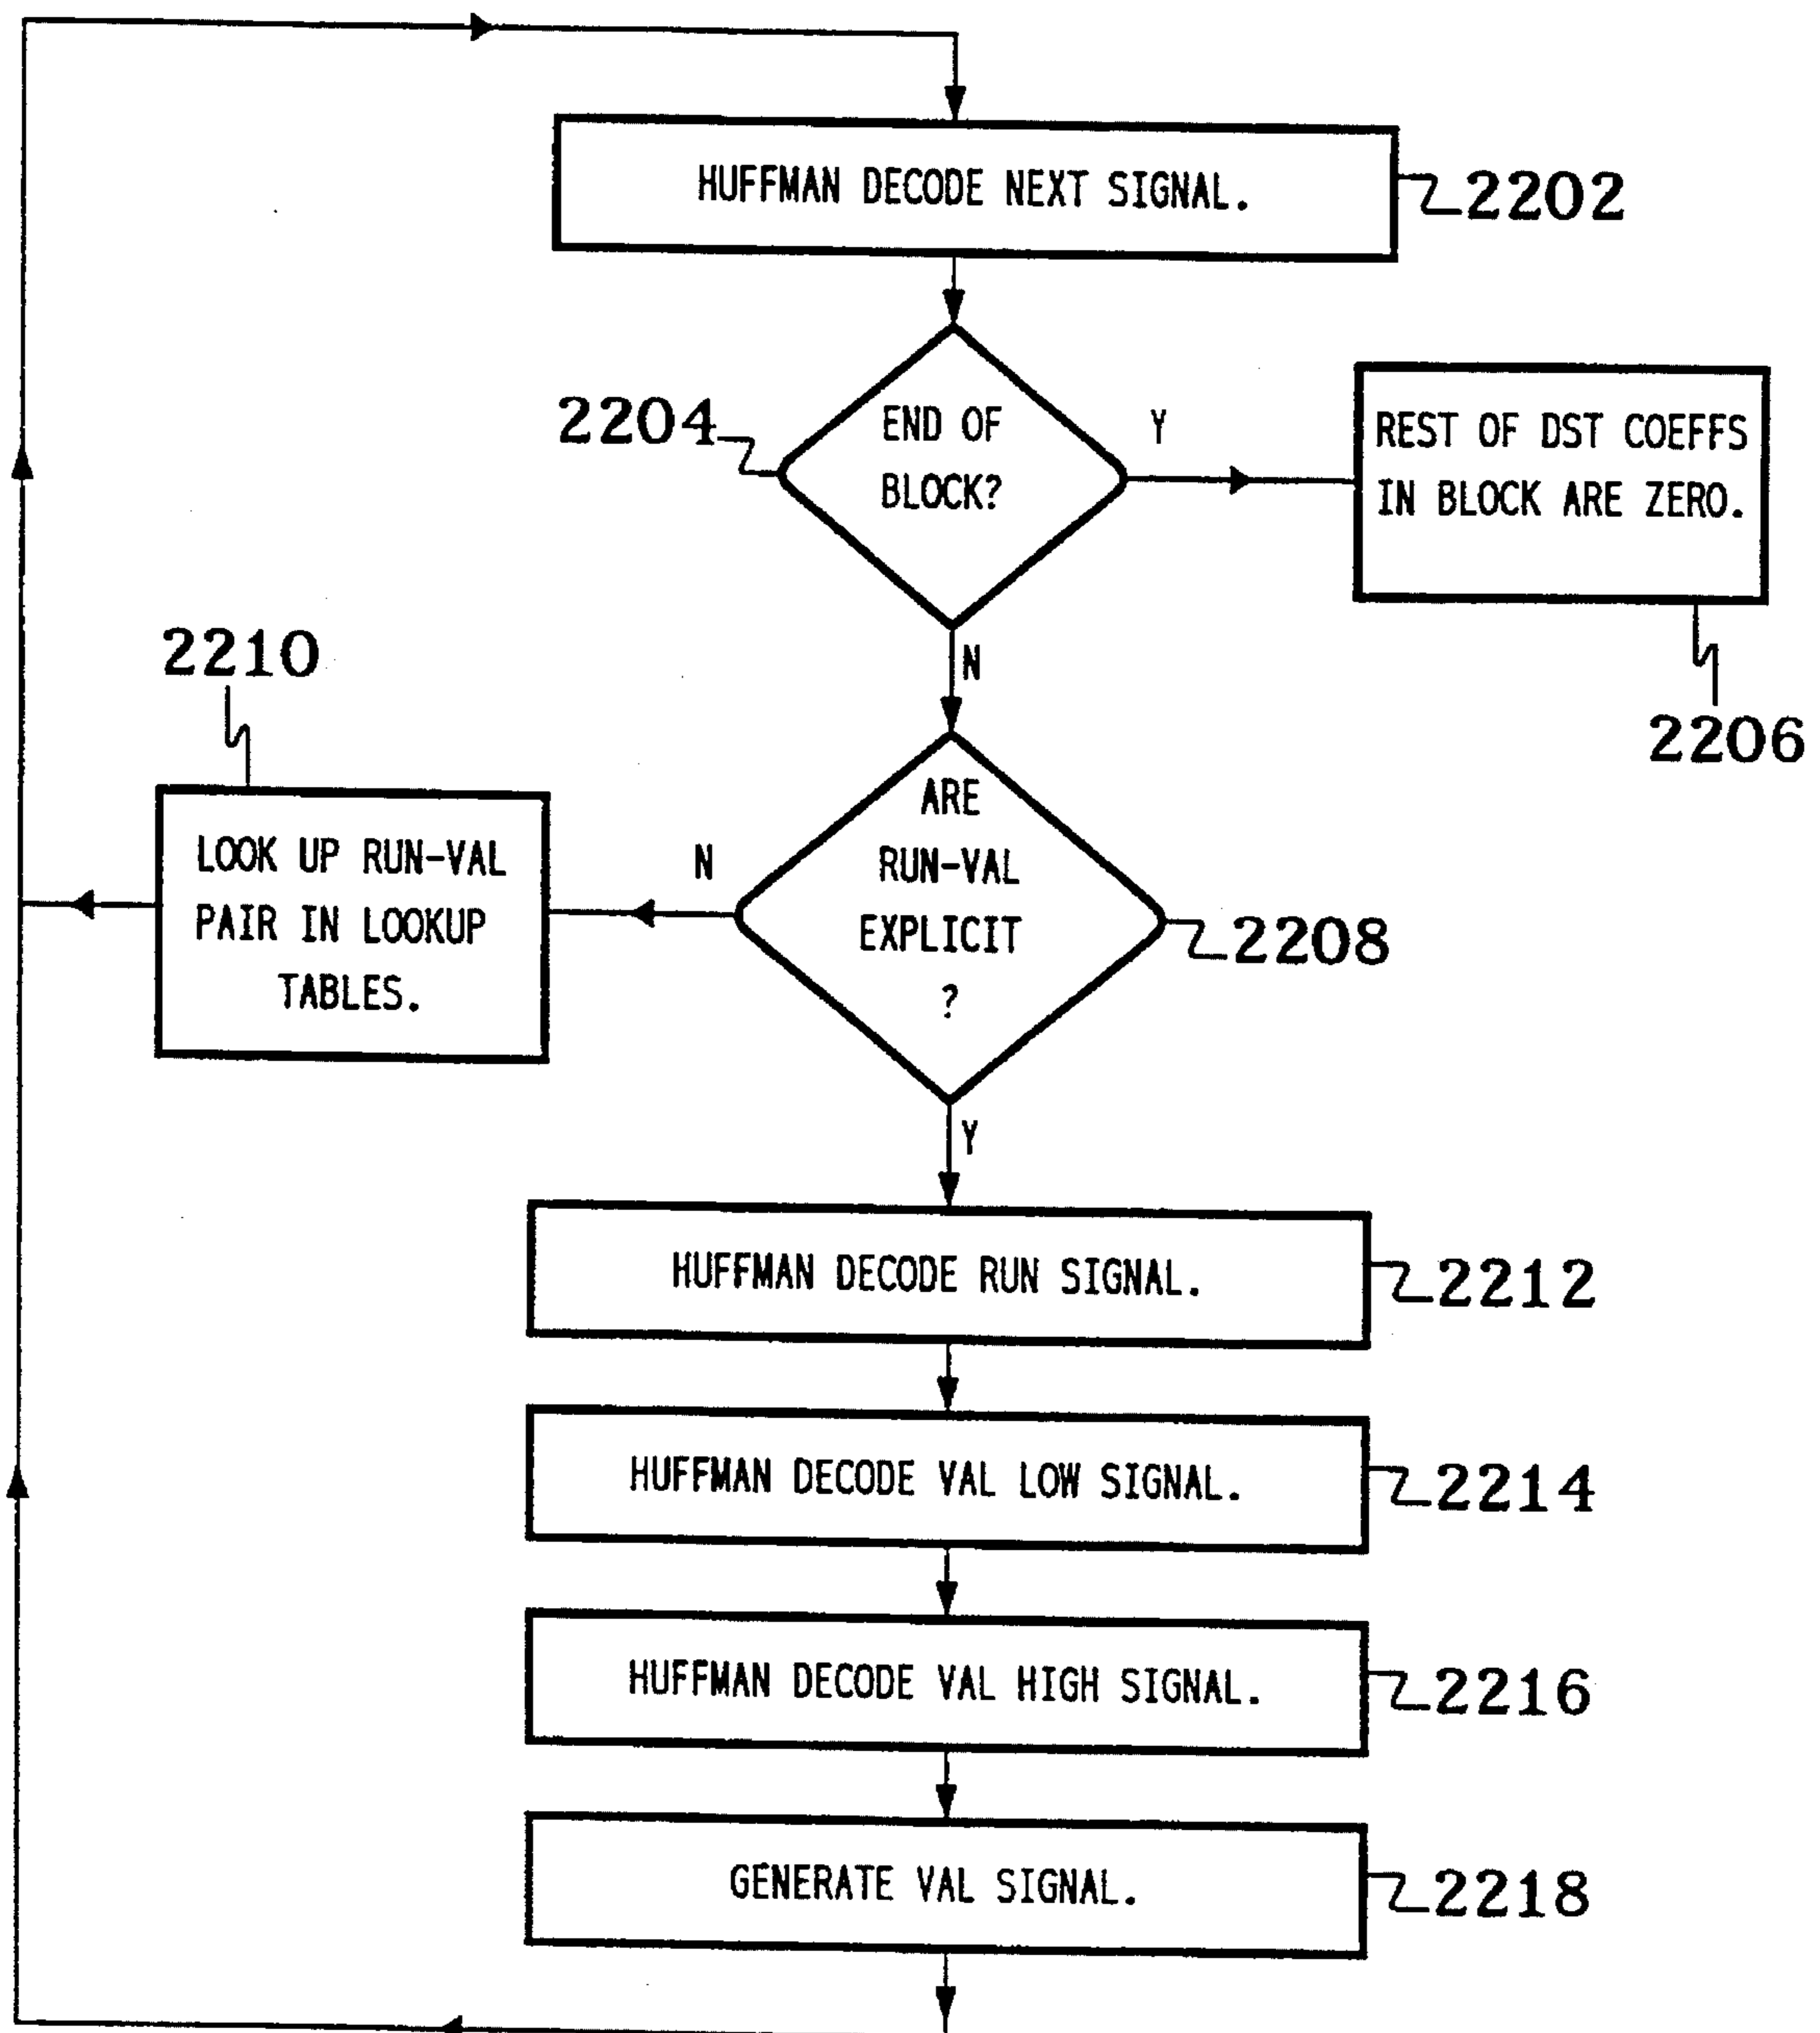 HUFFMAN DECODE NEXT SIGNAL.
2202
2204
END OF
BLOCK?
Y
REST OF DST COEFFS
IN BLOCK ARE ZERO.
2206
N
2210
LOOK UP RUN-VAL
PAIR IN LOOKUP
TABLES.
N
ARE
RUN-VAL
EXPLICIT
?
2208
Y
HUFFMAN DECODE RUN SIGNAL.
2212
HUFFMAN DECODE VAL LOW SIGNAL.
2214
HUFFMAN DECODE VAL HIGH SIGNAL.
2216
GENERATE VAL SIGNAL.
2218